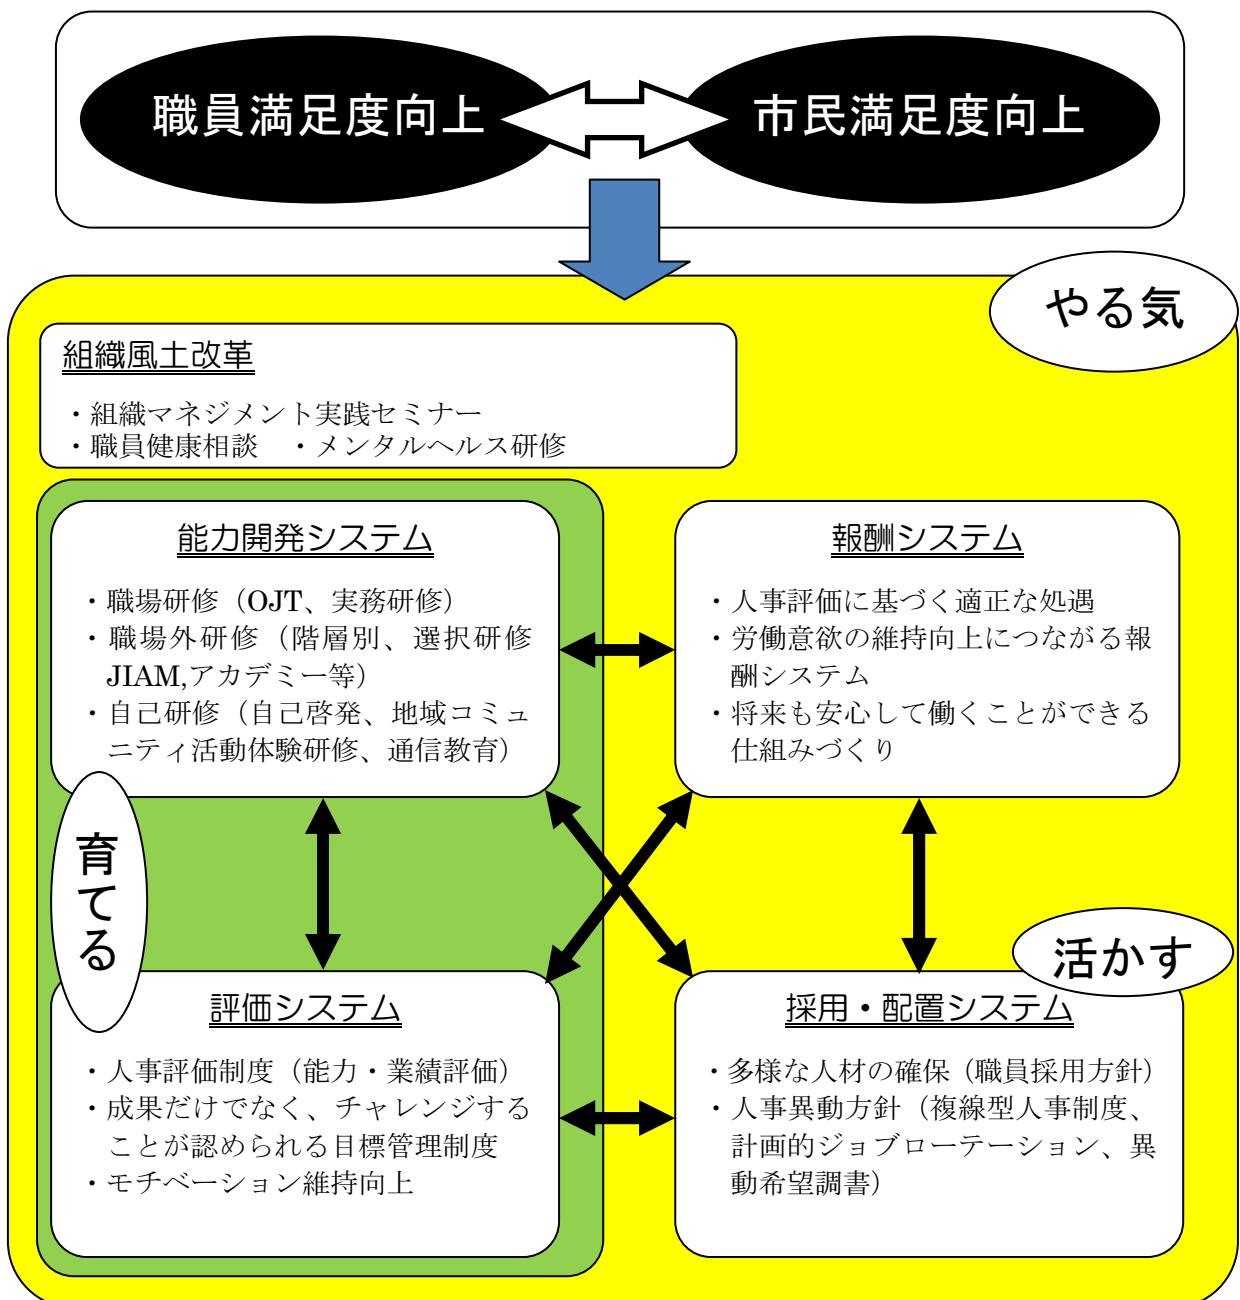 職員満足度向上
市民満足度向上
やる気
組織風土改革
・組織マネジメント実践セミナー
・職員健康相談　・メンタルヘルス研修
能力開発システム
・職場研修（OJT、実務研修）
・職場外研修（階層別、選択研修
JIAM,アカデミー等）
・自己研修（自己啓発、地域コミュ
ニティ活動体験研修、通信教育）
報酬システム
・人事評価に基づく適正な処遇
・労働意欲の維持向上につながる報
酬システム
・将来も安心して働くことができる
仕組みづくり
育てる
評価システム
・人事評価制度（能力・業績評価）
・成果だけでなく、チャレンジする
ことが認められる目標管理制度
・モチベーション維持向上
活かす
採用・配置システム
・多様な人材の確保（職員採用方針）
・人事異動方針（複線型人事制度、
計画的ジョブローテーション、異
動希望調書）